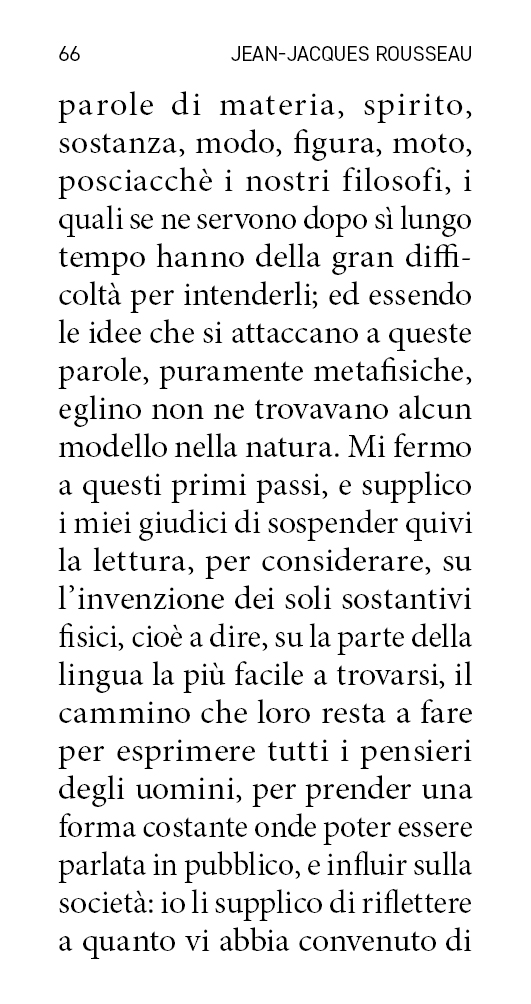 66 JEAN-JACQUES ROUSSEAU
parole di materia, spirito,
sostanza, modo, figura, moto,
posciacchè i nostri filosofi, i
quali se ne servono dopo sì lungo
tempo hanno della gran diffi-
coltà per intenderli; ed essendo
le idee che si attaccano a queste
parole, puramente metafisiche,
eglino non ne trovavano alcun
modello nella natura. Mi fermo
a questi primi passi, e supplico
i miei giudici di sospender quivi
la lettura, per considerare, su
l’invenzione dei soli sostantivi
fisici, cioè a dire, su la parte della
lingua la più facile a trovarsi, il
cammino che loro resta a fare
per esprimere tutti i pensieri
degli uomini, per prender una
forma costante onde poter essere
parlata in pubblico, e influir sulla
società: io li supplico di riflettere
a quanto vi abbia convenuto di